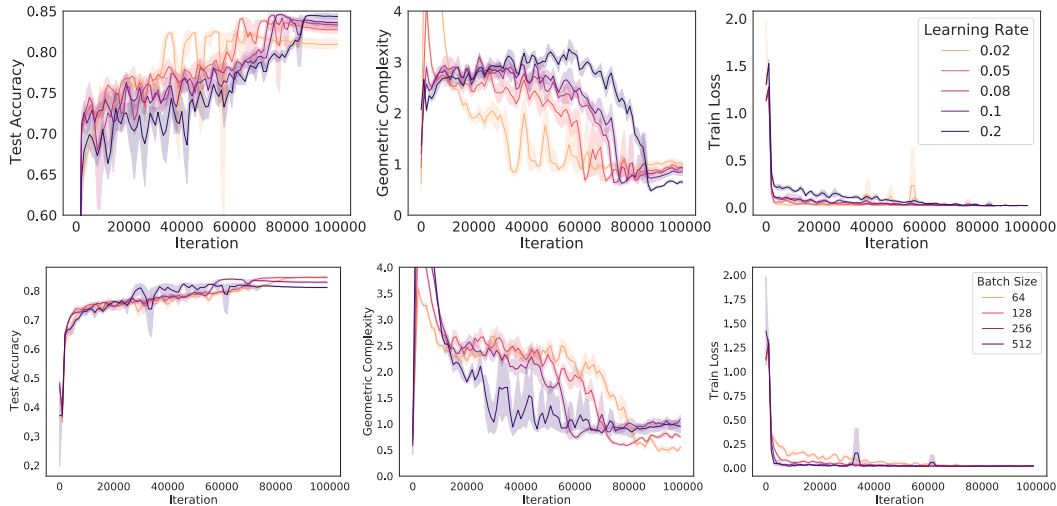 Test Accuracy
0.85
0.80
0.75
0.70
0.65
0.60
0 20000 40000 60000 80000 100000
Iteration
Geometric Complexity
4
3
2
1
0
0 20000 40000 60000 80000 100000
Iteration
Train Loss
2.0
1.5
1.0
0.5
0.0
0 20000 40000 60000 80000 100000
Iteration
Learning Rate
0.02
0.05
0.08
0.1
0.2
Test Accuracy
0.8
0.7
0.6
0.5
0.4
0.3
0.2
0 20000 40000 60000 80000 100000
Iteration
Geometric Complexity
4.0
3.5
3.0
2.5
2.0
1.5
1.0
0.5
0.0
0 20000 40000 60000 80000 100000
Iteration
Train Loss
2.00
1.75
1.50
1.25
1.00
0.75
0.50
0.25
0.00
0 20000 40000 60000 80000 100000
Iteration
Batch Size
64
128
256
512